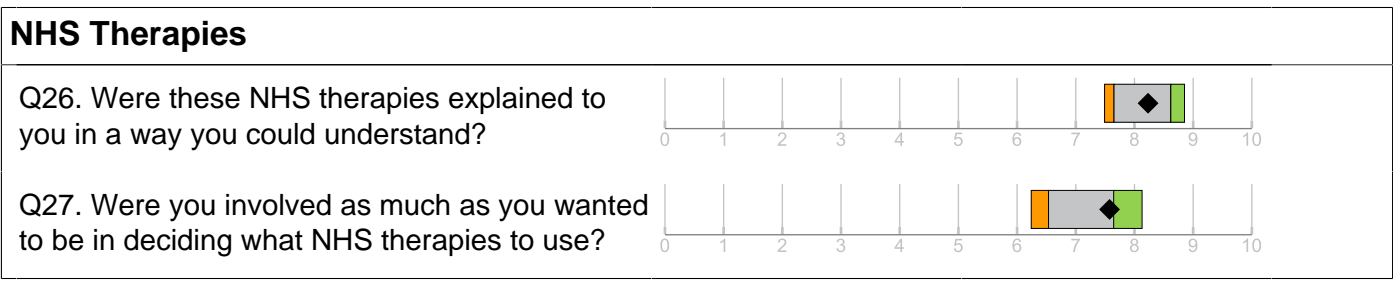 NHS Therapies
Q26. Were these NHS therapies explained to
you in a way you could understand?
0 1 2 3 4 5 6 7 8 9 10
Q27. Were you involved as much as you wanted
to be in deciding what NHS therapies to use?
0 1 2 3 4 5 6 7 8 9 10